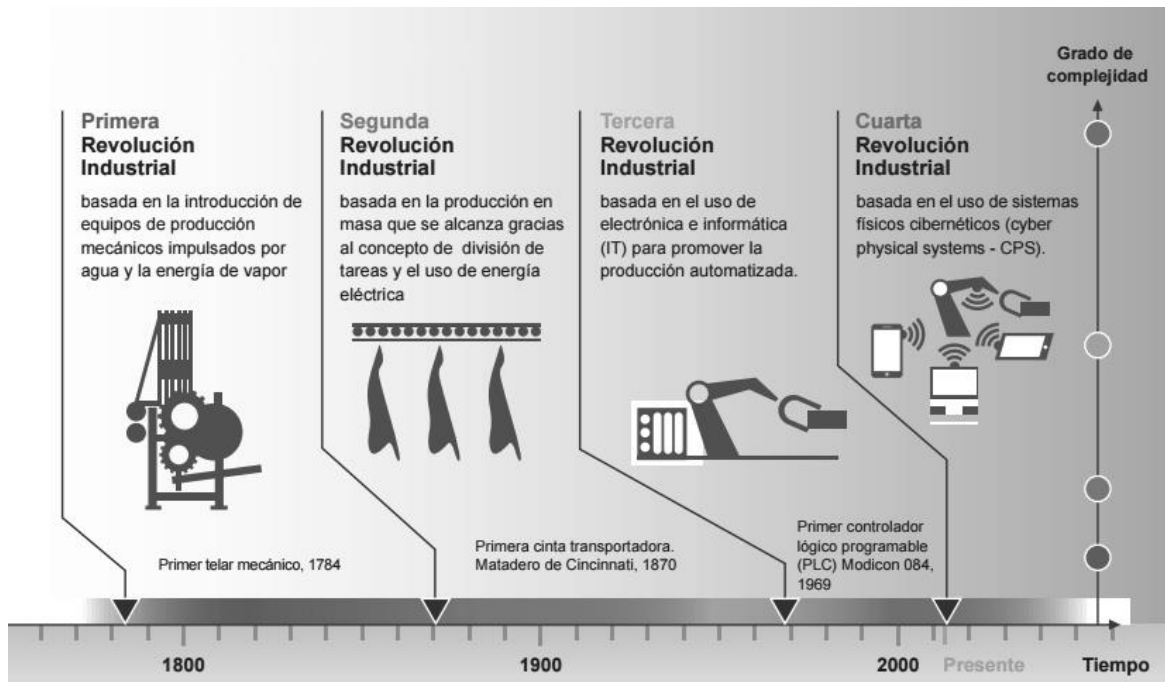 Grado de
complejidad
Primera
Revolución
Industrial
basada en la introducción de
equipos de producción
mecánicos impulsados por
agua y la energía de vapor
Segunda
Revolución
Industrial
basada en la producción en
masa que se alcanza gracias
al concepto de división de
tareas y el uso de energía
eléctrica
Tercera
Revolución
Industrial
basada en el uso de
electrónica e informática
(IT) para promover la
producción automatizada.
Cuarta
Revolución
Industrial
basada en el uso de sistemas
físicos cibernéticos (cyber
physical systems - CPS).
Primer telar mecánico, 1784
Primera cinta transportadora.
Matadero de Cincinnati, 1870
Primer controlador
lógico programable
(PLC) Modicon 084,
1969
1800
1900
2000
Presente
Tiempo